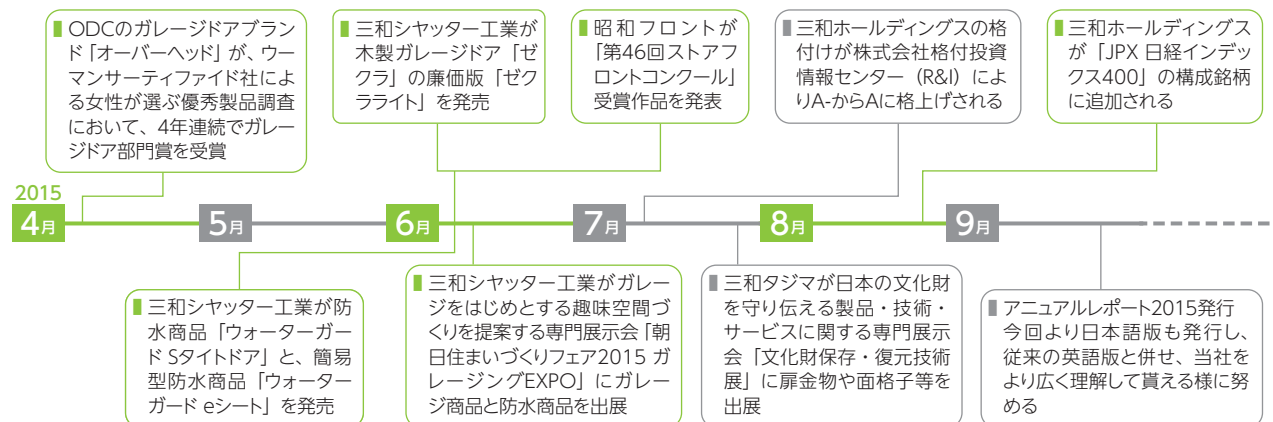 ■ ODCのガレージドアブラン
ド「オーバーヘッド」が、ウー
マンサーティファイド社によ
る女性が選ぶ優秀製品調査
において、4年連続でガレー
ジドア部門賞を受賞
■ 三和シヤッター工業が
木製ガレージドア「ゼ
クラ」の廉価版「ゼク
ラライト」を発売
■ 昭和フロントが
「第46回ストアフ
ロントコンクール」
受賞作品を発表
■ 三和ホールディングスの格
付けが株式会社格付投資
情報センター（R&I）によ
りA-からAに格上げされる
■ 三和ホールディングス
が「JPX 日経インデッ
クス400」の構成銘柄
に追加される
2015
4月 5月 6月 7月 8月 9月
■ 三和シヤッター工業が防
水商品「ウォーターガー
ド Sタイトドア」と、簡易
型防水商品「ウォーター
ガード eシート」を発売
■ 三和シヤッター工業がガレー
ジをはじめとする趣味空間づ
くりを提案する専門展示会「朝
日住まいづくりフェア2015 ガ
レージングEXPO」にガレー
ジ商品と防水商品を出展
■ 三和タジマが日本の文化財
を守り伝える製品・技術・
サービスに関する専門展示
会「文化財保存・復元技術
展」に扉金物や面格子等を
出展
■ アニュアルレポート2015発行
今回より日本語版も発行し、
従来の英語版と併せ、当社を
より広く理解して貰える様に努
める